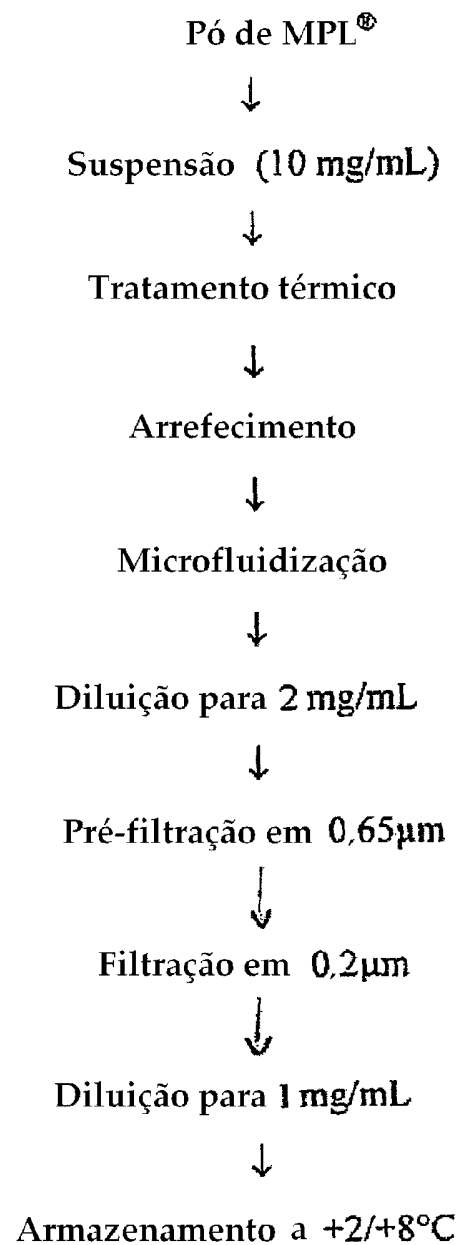 Pó de MPL®
↓
Suspensão (10 mg/mL)
↓
Tratamento térmico
↓
Arrefecimento
↓
Microfluidização
↓
Diluição para 2 mg/mL
↓
Pré-filtração em 0,65µm
↓
Filtração em 0,2µm
↓
Diluição para 1 mg/mL
↓
Armazenamento a +2/+8°C